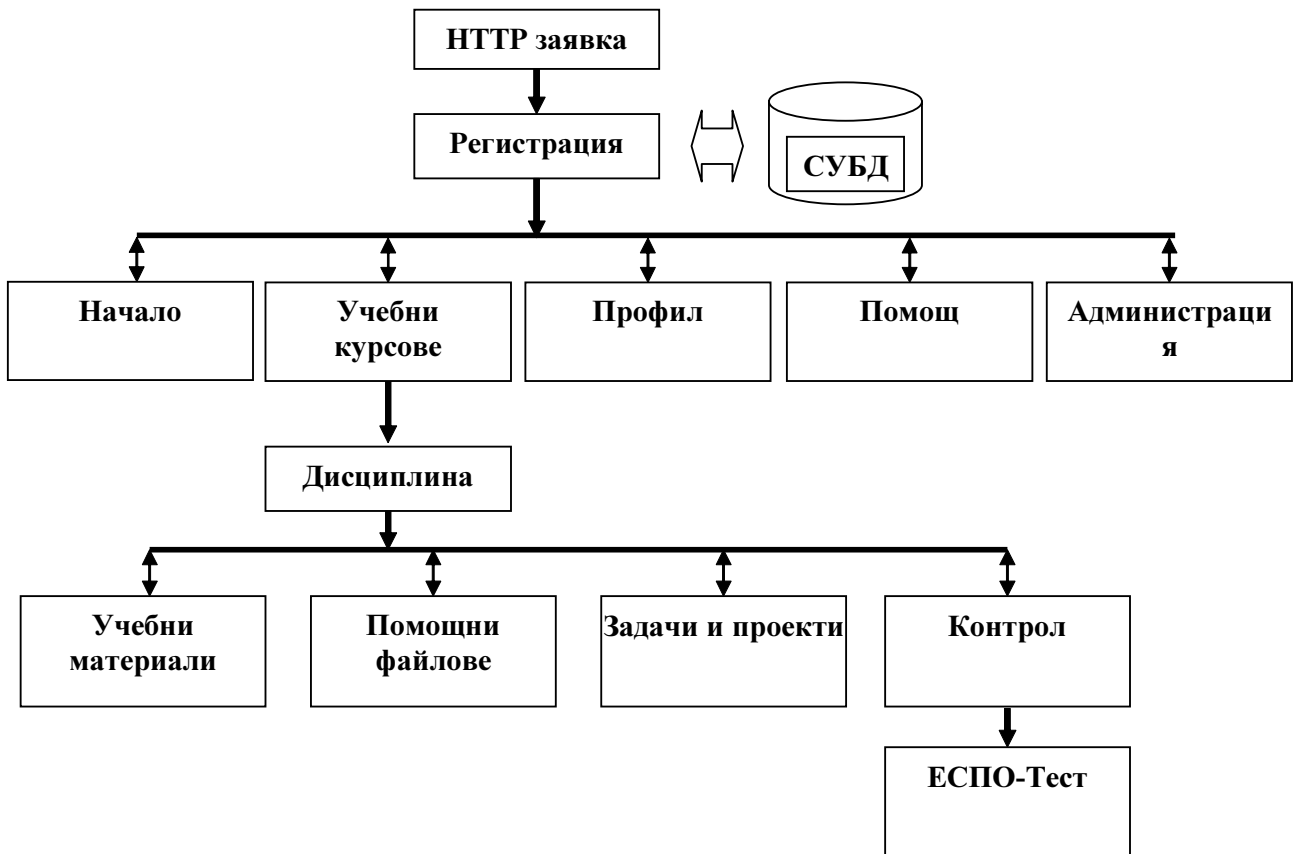 HTTP заявка
Регистрация
СУБД
Начало
Учебни
курсове
Профил
Помощ
Администраци
я
Дисциплина
Учебни
материали
Помощни
файлове
Задачи и проекти
Контрол
ЕСПО-Тест